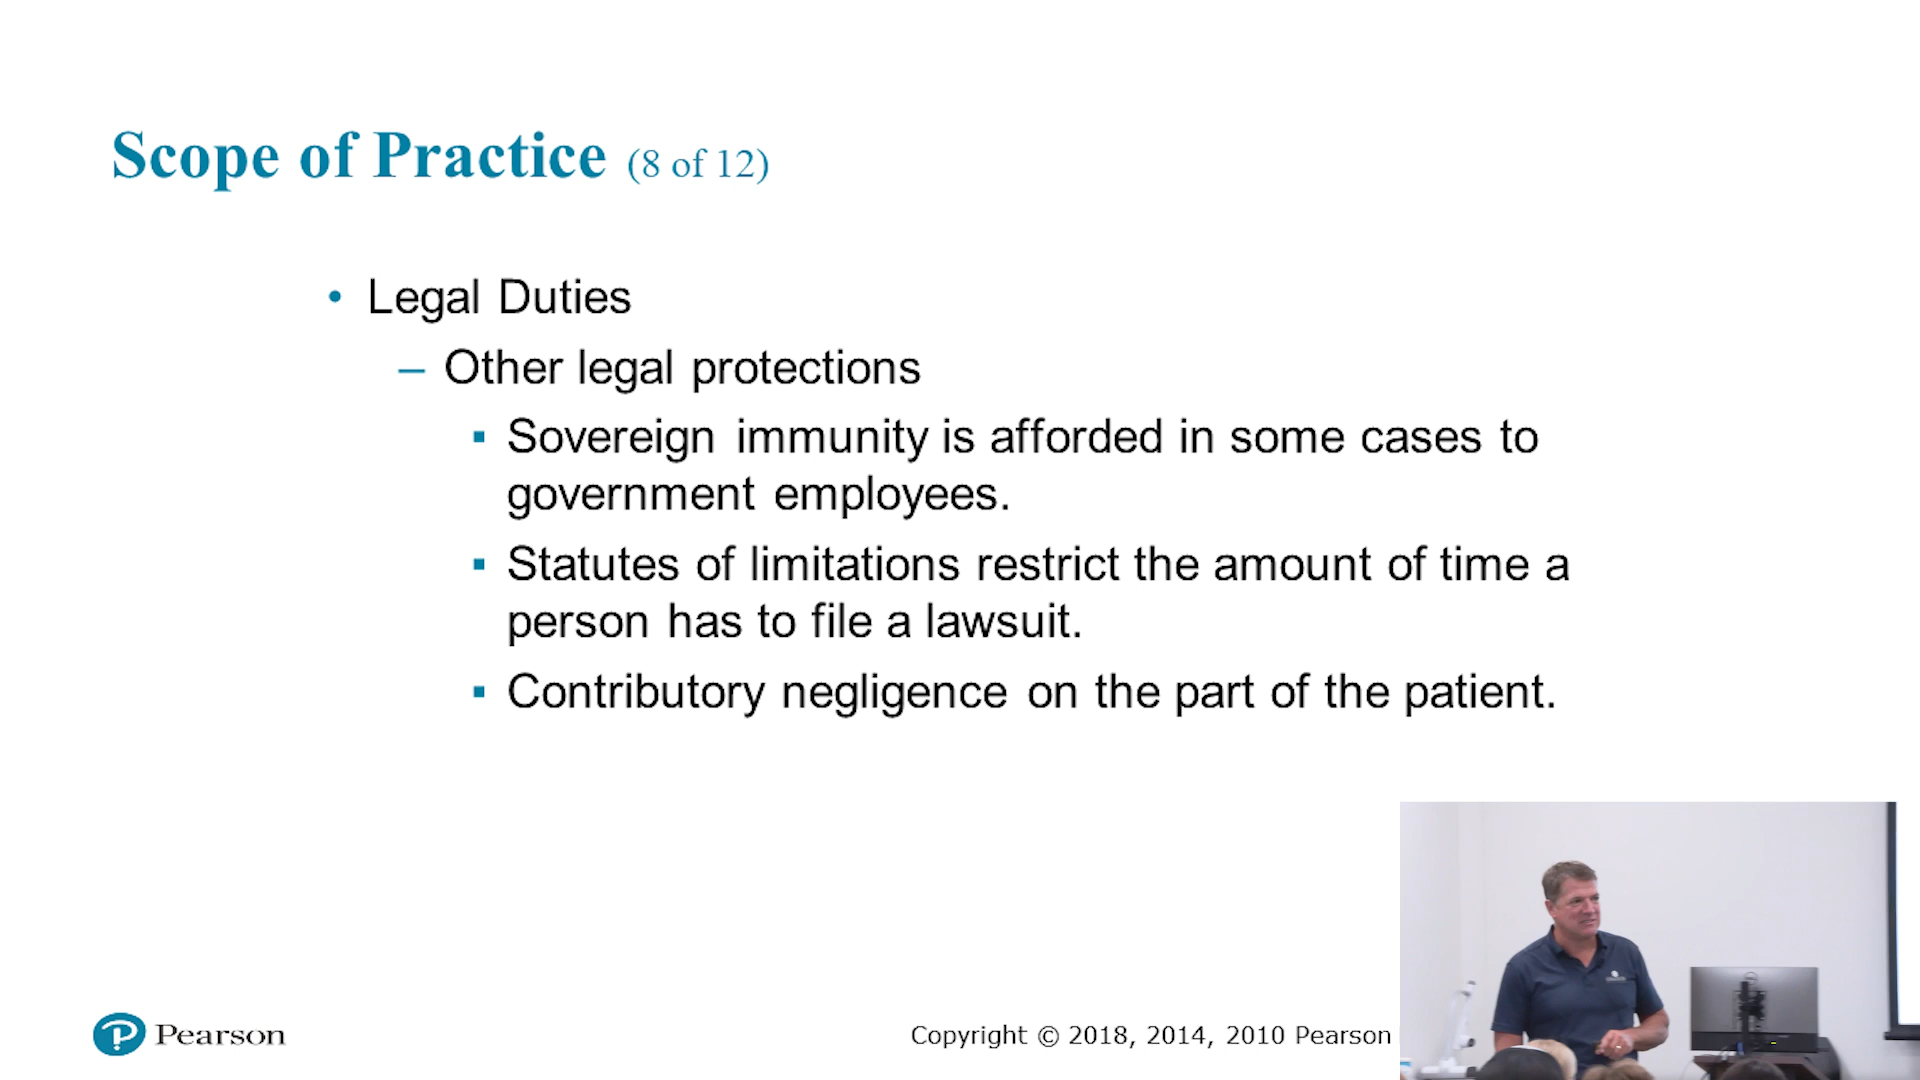 Scope of Practice (8 of 12)
• Legal Duties
– Other legal protections
▪ Sovereign immunity is afforded in some cases to
government employees.
▪ Statutes of limitations restrict the amount of time a
person has to file a lawsuit.
▪ Contributory negligence on the part of the patient.
Pearson
Copyright © 2018, 2014, 2010 Pearson